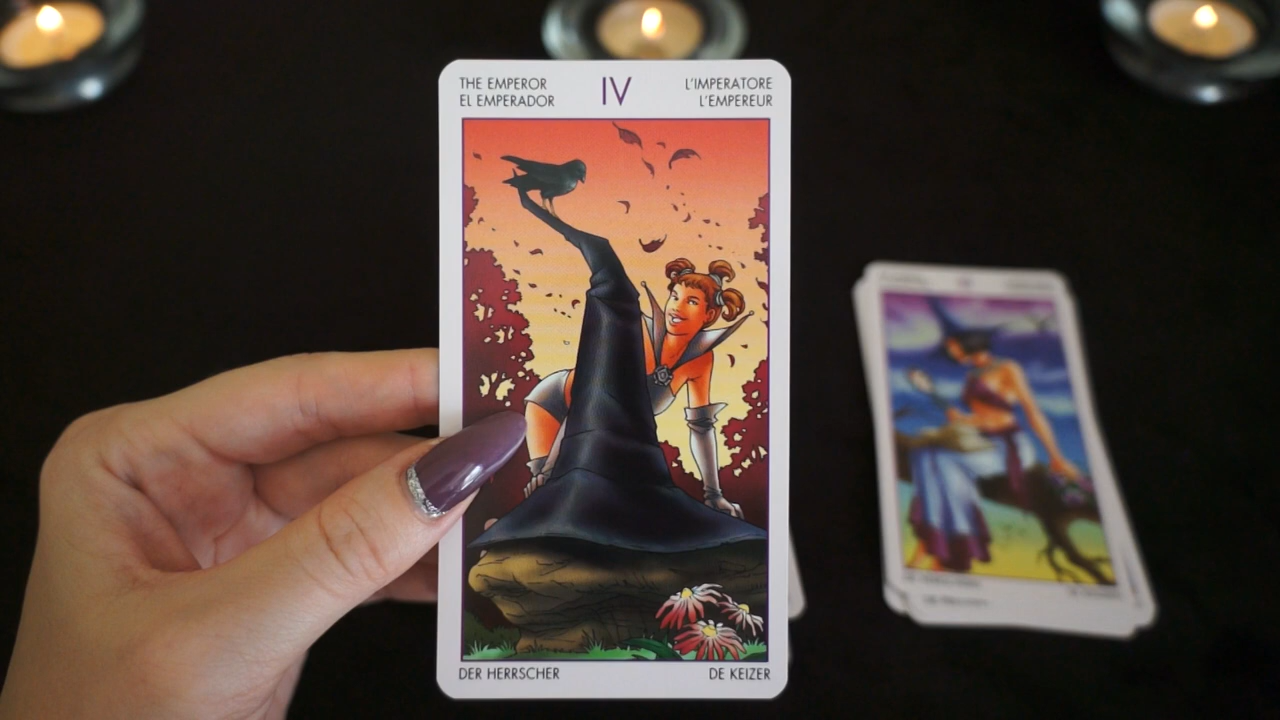 THE EMPEROR
EL EMPERADOR
IV
L'IMPERATORE
L'EMPEREUR
DER HERRSCHER
DE KEIZER